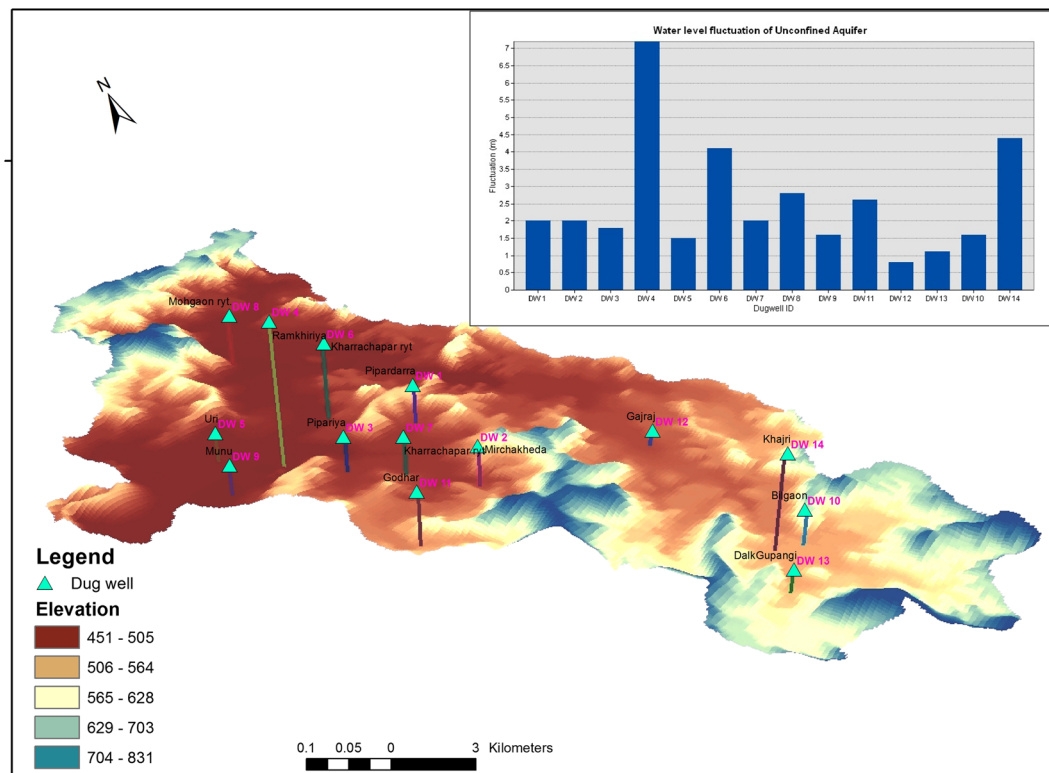 Water level fluctuation of Unconfined Aquifer
7
6.5
6
5.5
5
4.5
4
3.5
3
2.5
2
1.5
1
0.5
0
Fluctuation (m)
DW 1 DW 2 DW 3 DW 4 DW 5 DW 6 DW 7 DW 8 DW 9 DW 11 DW 12 DW 13 DW 10 DW 14
Dugwell ID
N
Mohgaon ryt. DW 8
DW 4
Ramkhiriya
DW 6
Kharrachapar ryt
Pipardarra DW 1
Uri
DW 5
Munu
DW 9
Pipariya DW 3
DW 7
Kharrachapar ryt
DW 2
Mirchakheda
Godhar
DW 11
Gajraj
DW 12
Khajri
DW 14
Bilgaon DW 10
DalkGupangi DW 13
Legend
Dug well
Elevation
451 - 505
506 - 564
565 - 628
629 - 703
704 - 831
0.1 0.05 0 3 Kilometers